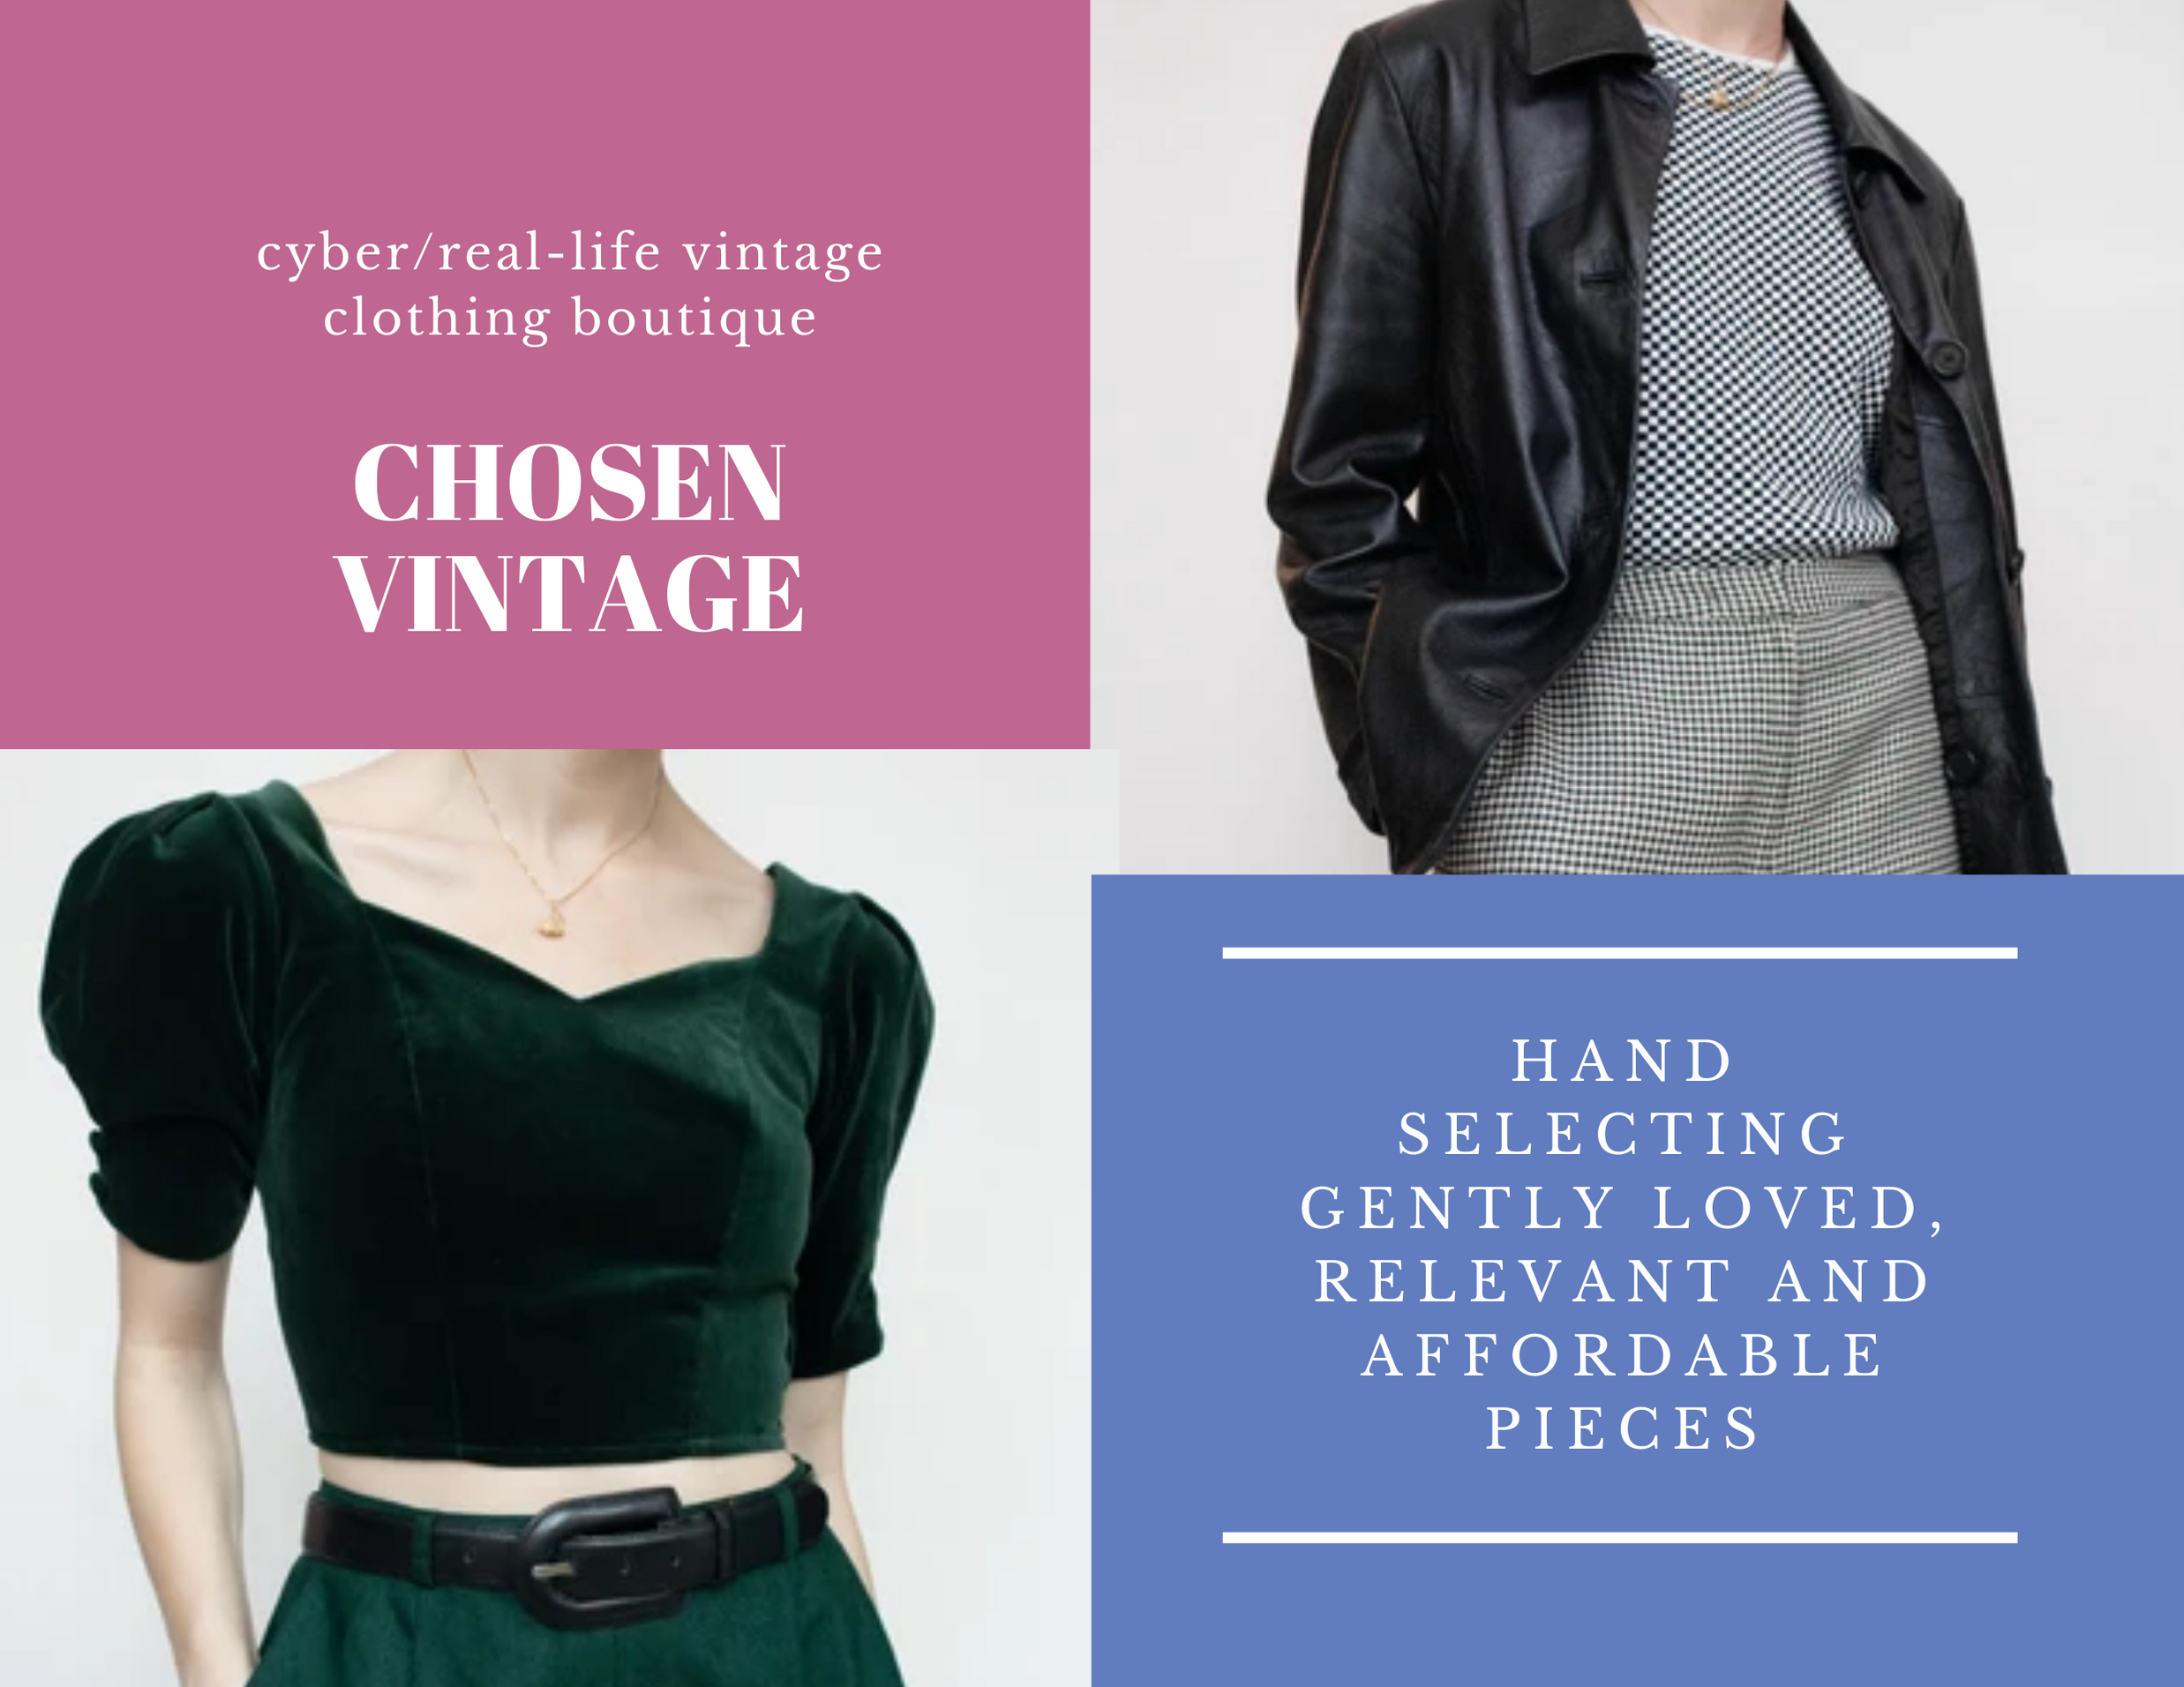 cyber/real-life vintage
clothing boutique
CHOSEN
VINTAGE
HAND
SELECTING
GENTLY LOVED,
RELEVANT AND
AFFORDABLE
PIECES